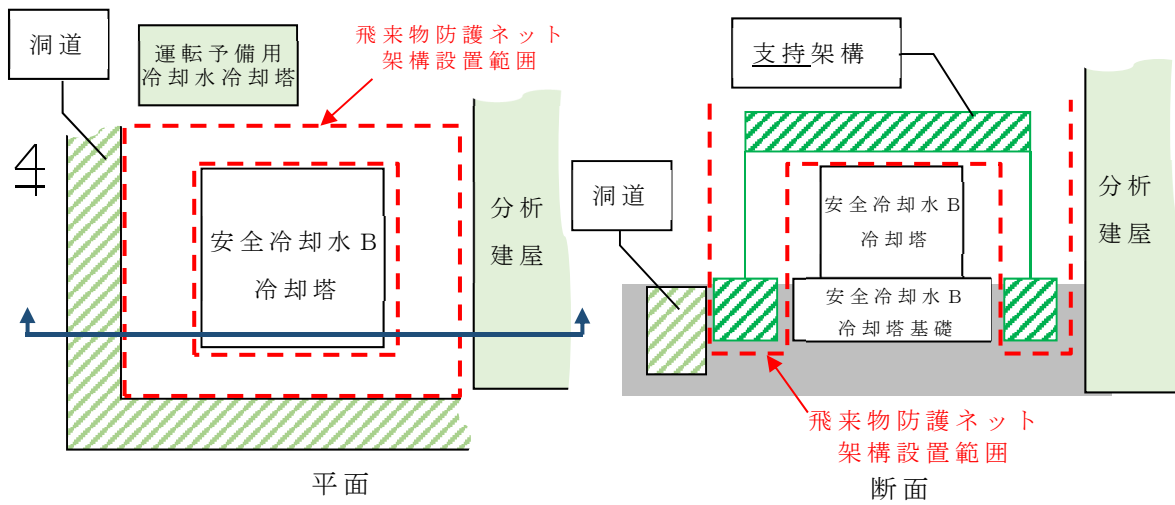 洞道
運転予備用
冷却水冷却塔
飛来物防護ネット
架構設置範囲
4
安全冷却水B
冷却塔
分析
建屋
平面
支持架構
洞道
安全冷却水B
冷却塔
安全冷却水B
冷却塔基礎
分析
建屋
飛来物防護ネット
架構設置範囲
断面